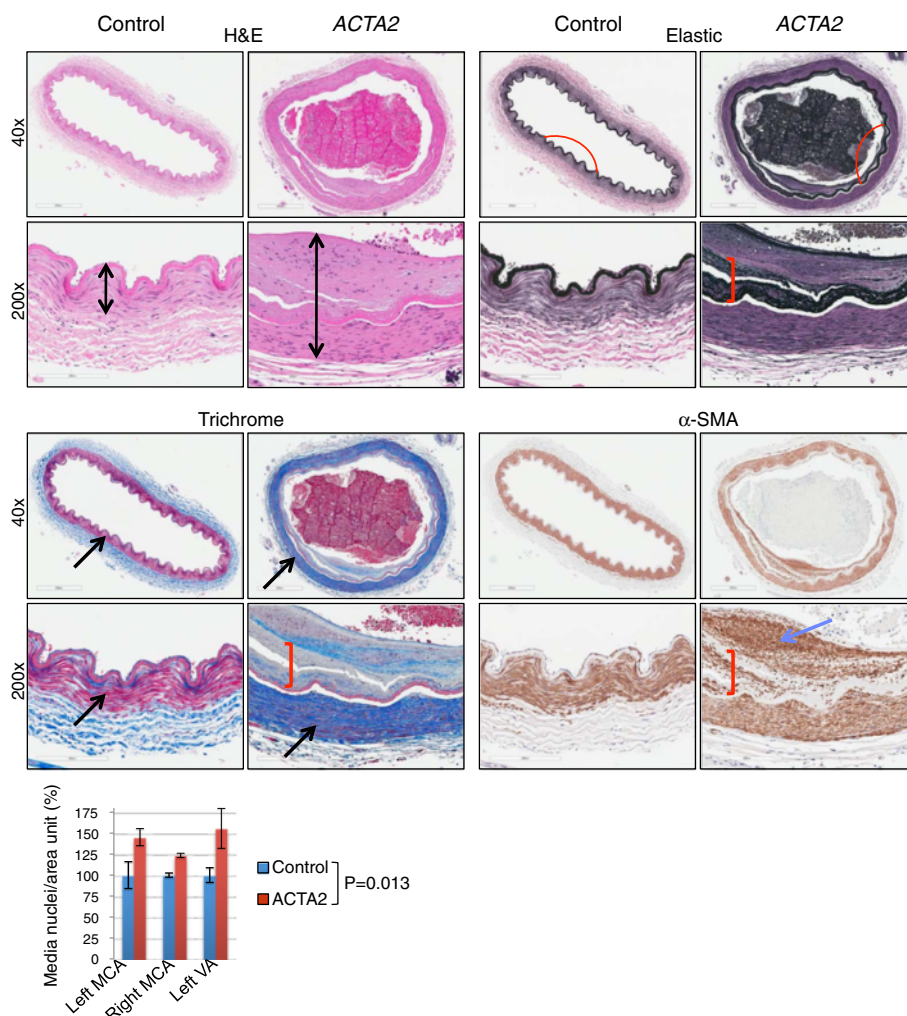 Control H&E ACTA2 Control Elastic ACTA2
40x
200x
Trichrome α-SMA
40x
200x
Media nuclei/area unit (%)
175
150
125
100
75
50
25
0
Left MCA
Right MCA
Left VA
Control
ACTA2
P=0.013